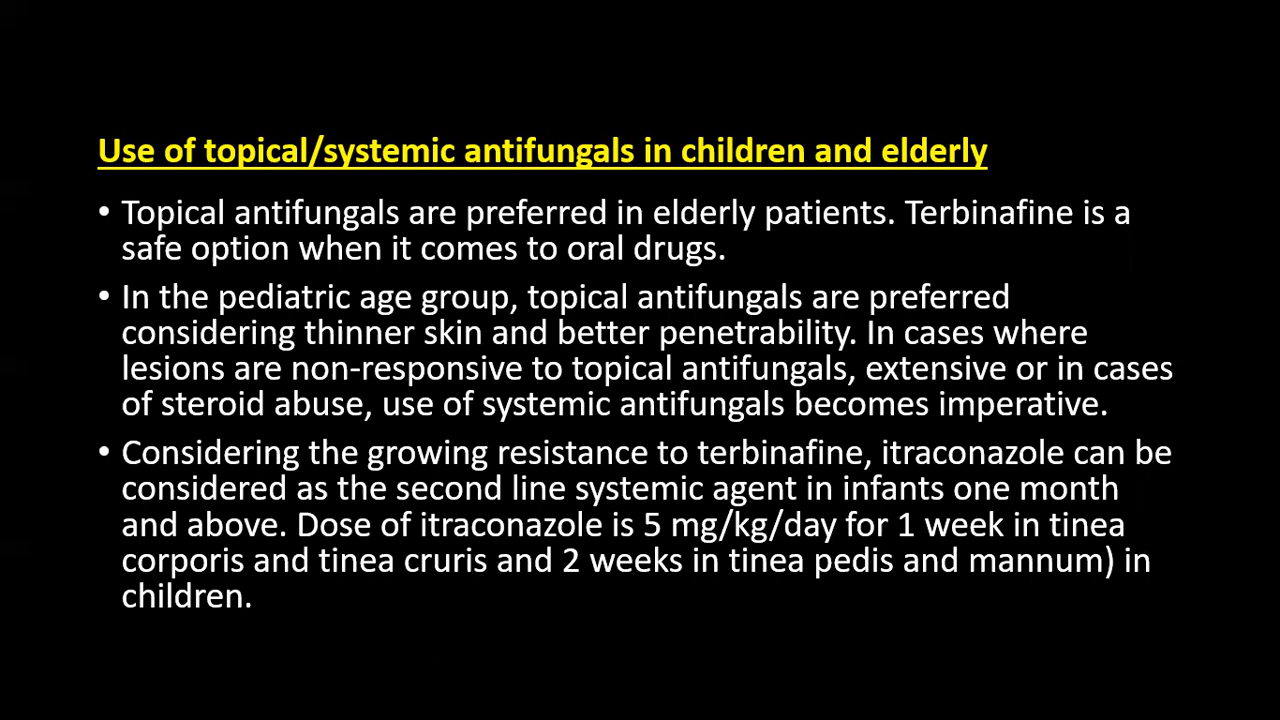 Use of topical/systemic antifungals in children and elderly
• Topical antifungals are preferred in elderly patients. Terbinafine is a
safe option when it comes to oral drugs.
• In the pediatric age group, topical antifungals are preferred
considering thinner skin and better penetrability. In cases where
lesions are non-responsive to topical antifungals, extensive or in cases
of steroid abuse, use of systemic antifungals becomes imperative.
• Considering the growing resistance to terbinafine, itraconazole can be
considered as the second line systemic agent in infants one month
and above. Dose of itraconazole is 5 mg/kg/day for 1 week in tinea
corporis and tinea cruris and 2 weeks in tinea pedis and mannum) in
children.